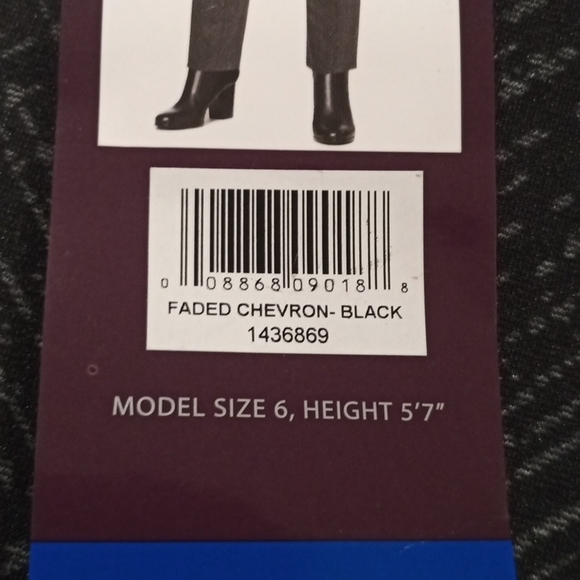 0 08868 09018 8
FADED CHEVRON- BLACK
1436869
MODEL SIZE 6, HEIGHT 5'7"